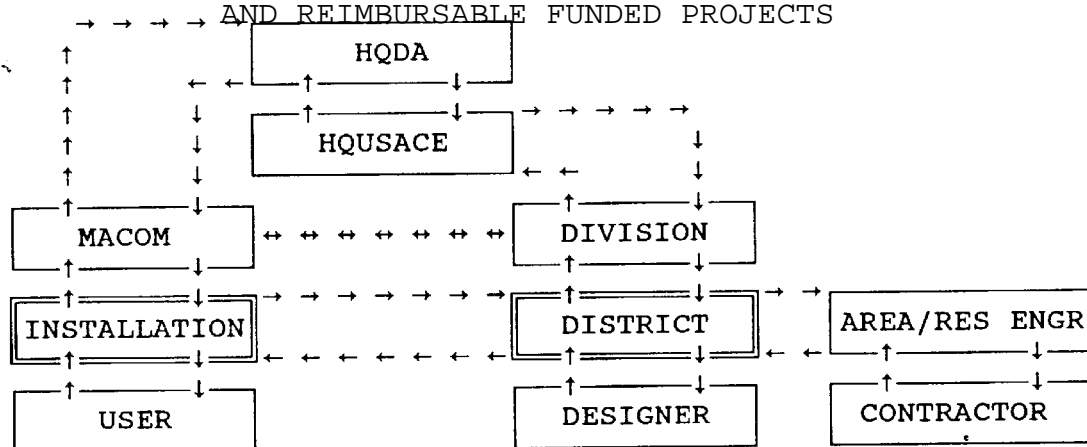 AND REIMBURSABLE FUNDED PROJECTS
HQDA
HQUSACE
MACOM
DIVISION
INSTALLATION
DISTRICT
AREA/RES ENGR
USER
DESIGNER
CONTRACTOR